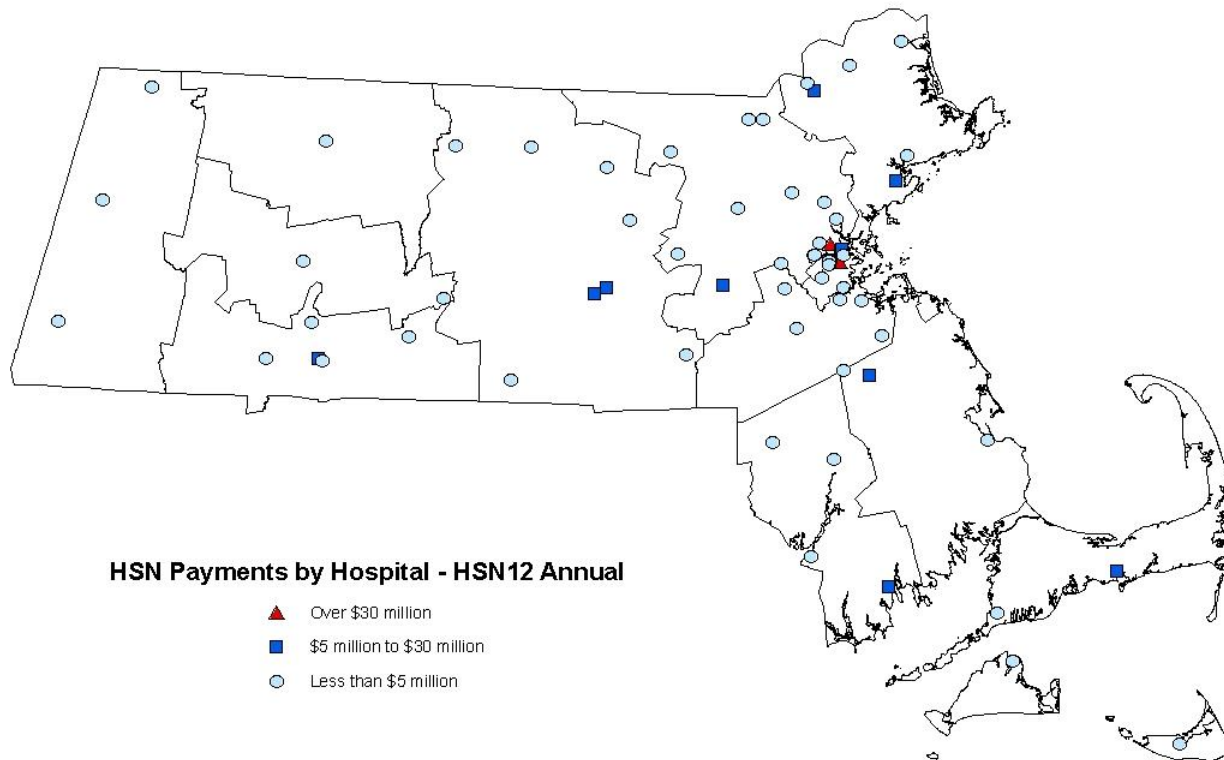 HSN Payments by Hospital - HSN12 Annual
Over $30 million
$5 million to $30 million
Less than $5 million